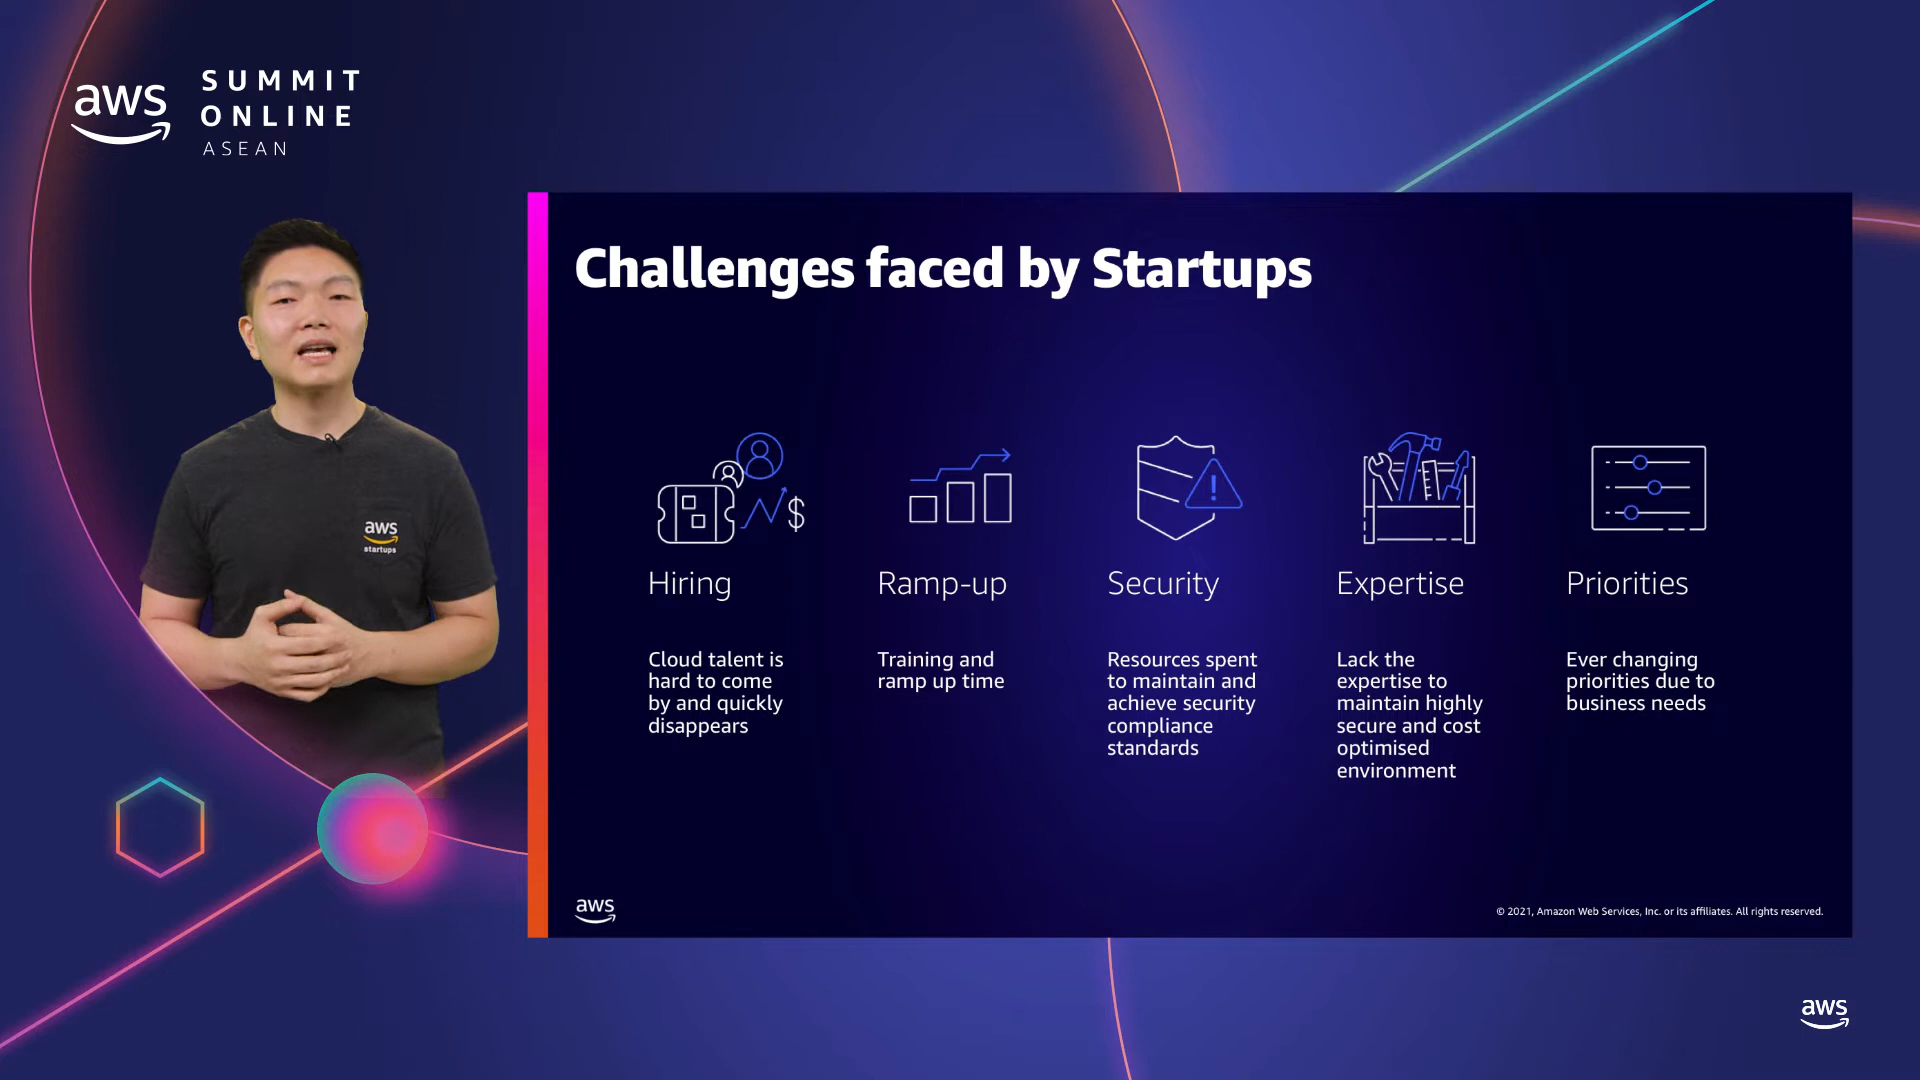 aws
SUMMIT
ONLINE
ASEAN
aws
startups
Challenges faced by Startups
Hiring
Cloud talent is
hard to come
by and quickly
disappears
Ramp-up
Training and
ramp up time
Security
Resources spent
to maintain and
achieve security
compliance
standards
Expertise
Lack the
expertise to
maintain highly
secure and cost
optimised
environment
Priorities
Ever changing
priorities due to
business needs
aws
© 2021, Amazon Web Services, Inc. or its affiliates. All rights reserved.
aws